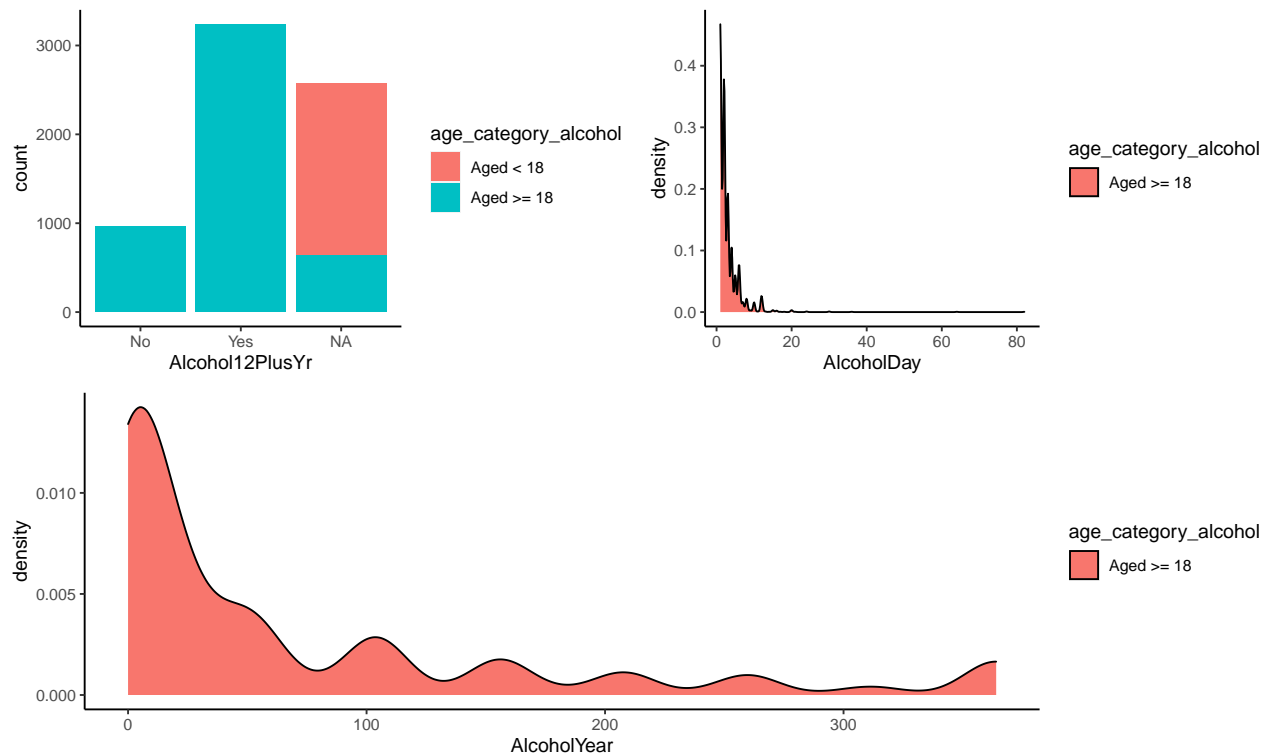 3000
2000
1000
0
count
No
Yes
NA
Alcohol12PlusYr
age_category_alcohol
Aged < 18
Aged >= 18
0.4
0.3
0.2
0.1
0.0
density
0
20
40
60
80
AlcoholDay
age_category_alcohol
Aged >= 18
0.010
0.005
0.000
density
0
100
200
300
AlcoholYear
age_category_alcohol
Aged >= 18